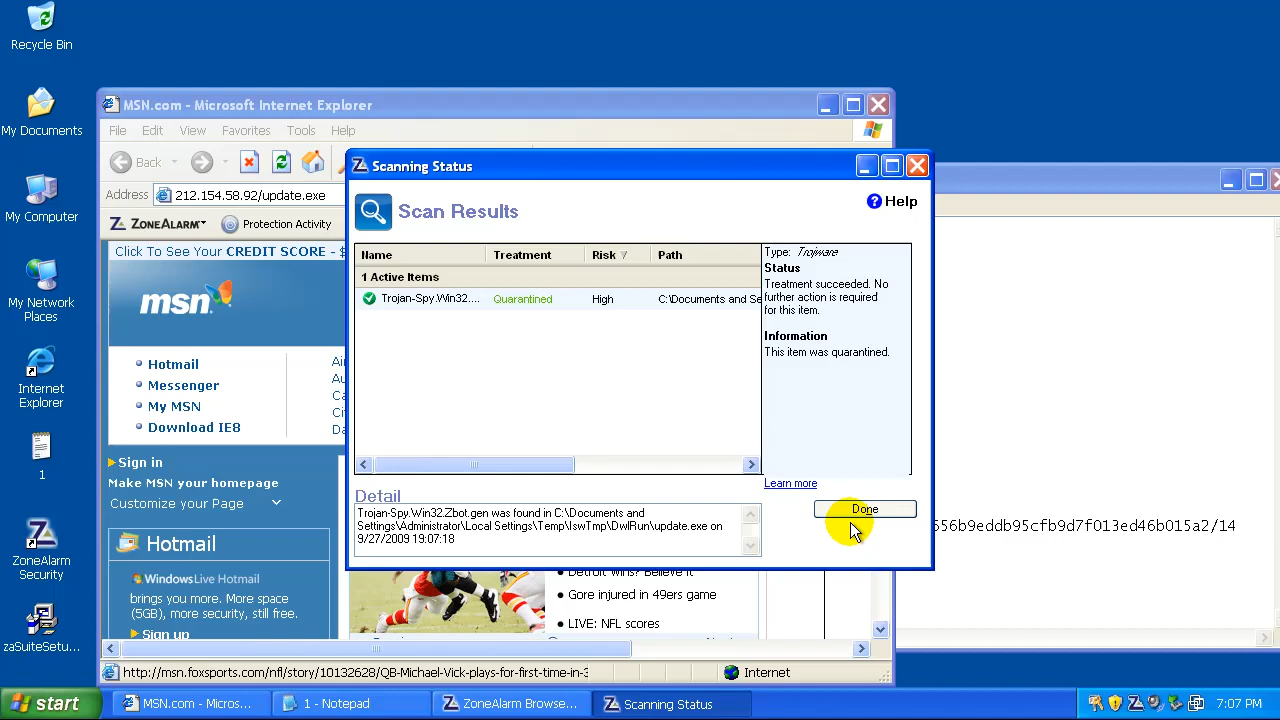 Recycle Bin
My Documents
My Computer
My Network
Places
Internet
Explorer
1
ZoneAlarm
Security
zaSuiteSetu...
MSN.com - Microsoft Internet Explorer
File Edit View Favorites Tools Help
Back
Address 212.154.58.92/update.exe
ZONEALARM Protection Activity
Click To See Your CREDIT SCORE - $
msn
Hotmail
Messenger
My MSN
Download IE8
Sign in
Make MSN your homepage
Customize your Page
Hotmail
Windows Live Hotmail
brings you more. More space
(5GB), more security, still free.
Sign up
Scanning Status
Scan Results
Help
Name Treatment Risk Path
1 Active Items
Trojan-Spy.Win32.... Quarantined High C:\Documents and Se
Type: Trojware
Status
Treatment succeeded. No
further action is required
for this item.
Information
This item was quarantined.
Learn more
Detail
Trojan-Spy.Win32.Zbot.gen was found in C:\Documents and
Settings\Administrator\Local Settings\Temp\IswTmp\DwlRun\update.exe on
9/27/2009 19:07:18
Done
556b9eddb95cfb9d7f013ed46b015a2/14
Detroit wins? Believe it
Gore injured in 49ers game
LIVE: NFL scores
http://msn.foxsports.com/nfl/story/10132628/QB-Michael-Vick-plays-for-first-time-in-3
Internet
start
MSN.com - Micros...
1 - Notepad
ZoneAlarm Browse...
Scanning Status
7:07 PM